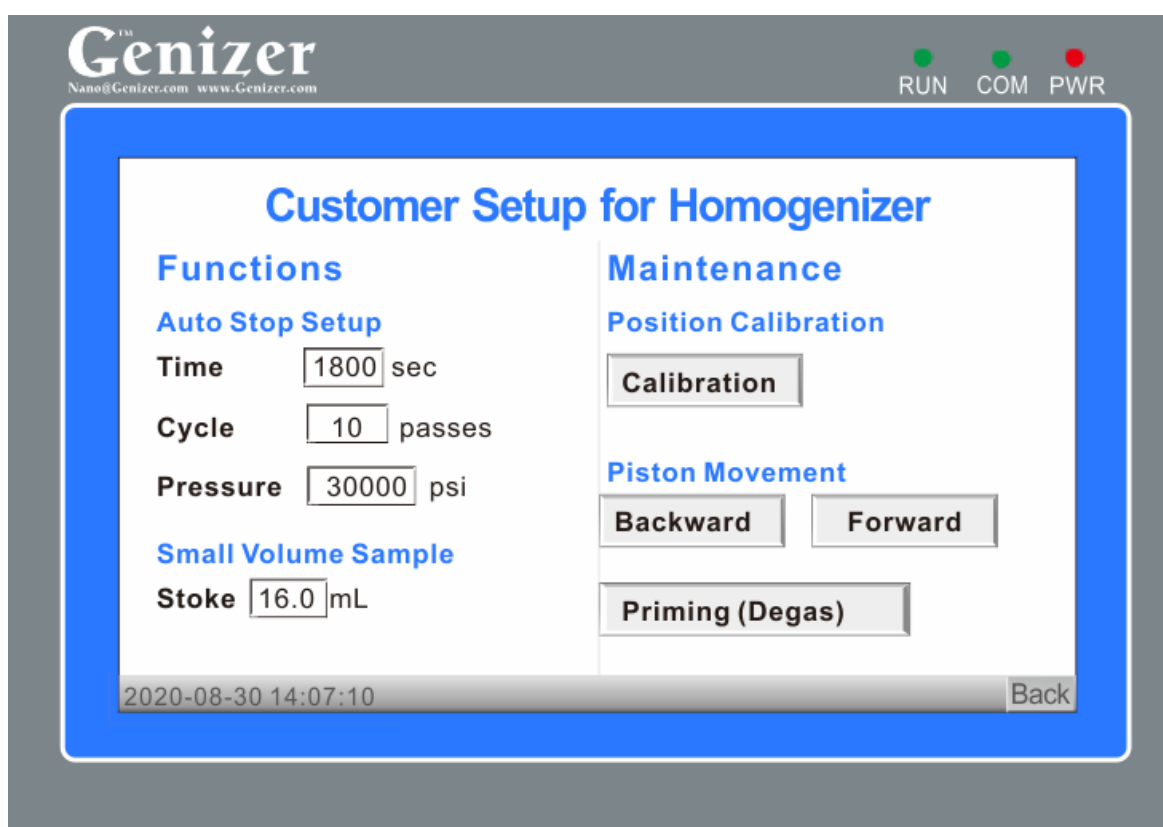 Genizer™
Nano@Genizer.com www.Genizer.com
RUN COM PWR
Customer Setup for Homogenizer
Functions
Auto Stop Setup
Time 1800 sec
Cycle 10 passes
Pressure 30000 psi
Small Volume Sample
Stoke 16.0 mL
Maintenance
Position Calibration
Calibration
Piston Movement
Backward Forward
Priming (Degas)
2020-08-30 14:07:10
Back